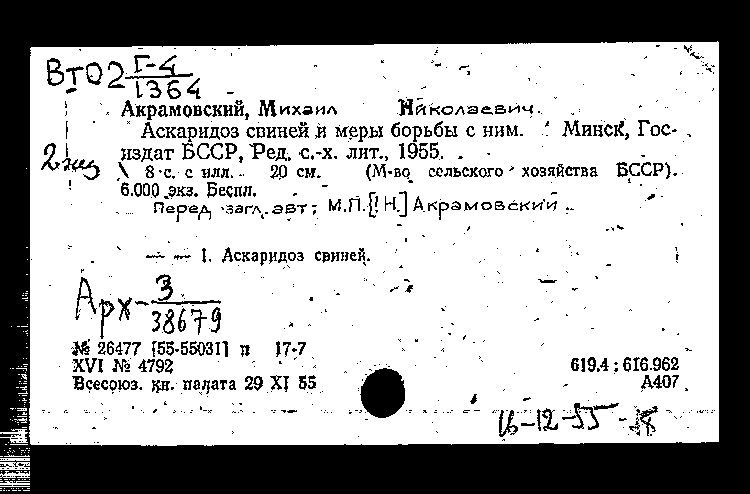 ВТО2 Г-4
1364
Акрамовский, Михаил Николаевич.
Аскаридоз свиней и меры борьбы с ним. Минск, Гос-
издат БССР, Ред. с.-х. лит., 1955.
2 экз
8 с. с илл. 20 см. (М-во сельского хозяйства БССР).
6.000 экз. Беспл.
Перед загл. авт: М.П.[! Н.] Акрамовский
— — 1. Аскаридоз свиней.
Арх-3
38679
№ 26477 [55-55031] п 17-7
XVI № 4792
619.4 : 616.962
Всесоюз. кн. палата 29 XI 55
А407
16-12-55